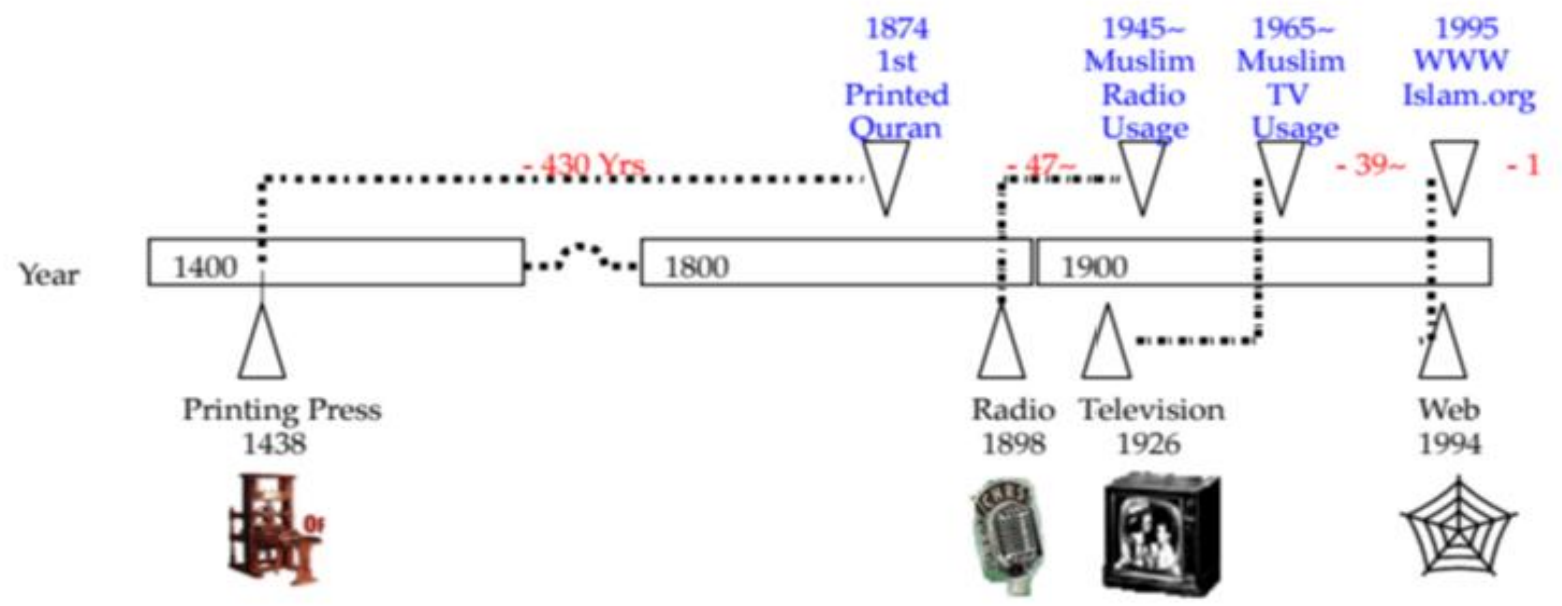 1874
1st
Printed
Quran
1945~
Muslim
Radio
Usage
1965~
Muslim
TV
Usage
1995
WWW
Islam.org
- 430 Yrs
- 47~
- 39~
- 1
Year
1400
1800
1900
Printing Press
1438
Radio
1898
Television
1926
Web
1994
OF